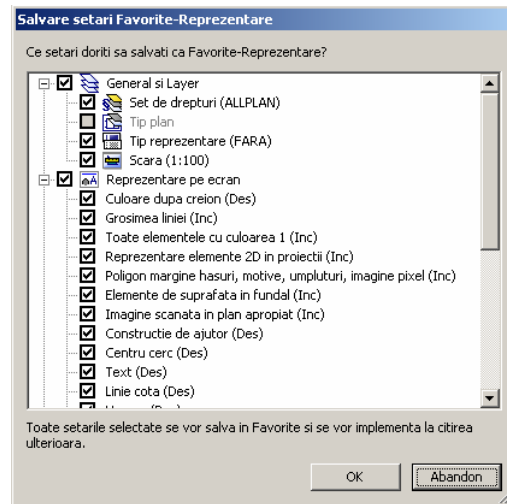 Salvare setari Favorite-Reprezentare
Ce setari doriti sa salvati ca Favorite-Reprezentare?
General si Layer
Set de drepturi (ALLPLAN)
Tip plan
Tip reprezentare (FARA)
Scara (1:100)
Reprezentare pe ecran
Culoare dupa creion (Des)
Grosimea liniei (Inc)
Toate elementele cu culoarea 1 (Inc)
Reprezentare elemente 2D in proiectii (Inc)
Poligon margine hasuri, motive, umpluturi, imagine pixel (Inc)
Elemente de suprafata in fundal (Inc)
Imagine scanata in plan apropiat (Inc)
Constructie de ajutor (Des)
Centru cerc (Des)
Text (Des)
Linie cota (Des)
Toate setarile selectate se vor salva in Favorite si se vor implementa la citirea
ulterioara.
OK
Abandon